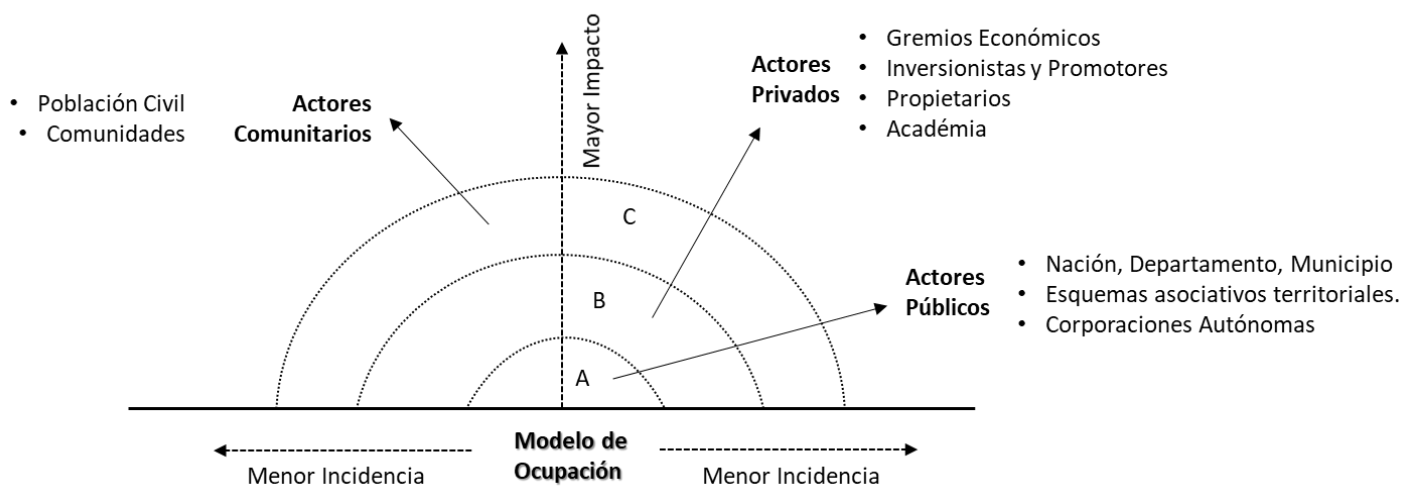 • Población Civil
• Comunidades
Actores
Comunitarios
Mayor Impacto
Actores
Privados
• Gremios Económicos
• Inversionistas y Promotores
• Propietarios
• Académia
C
B
A
Actores
Públicos
• Nación, Departamento, Municipio
• Esquemas asociativos territoriales.
• Corporaciones Autónomas
Menor Incidencia
Modelo de
Ocupación
Menor Incidencia